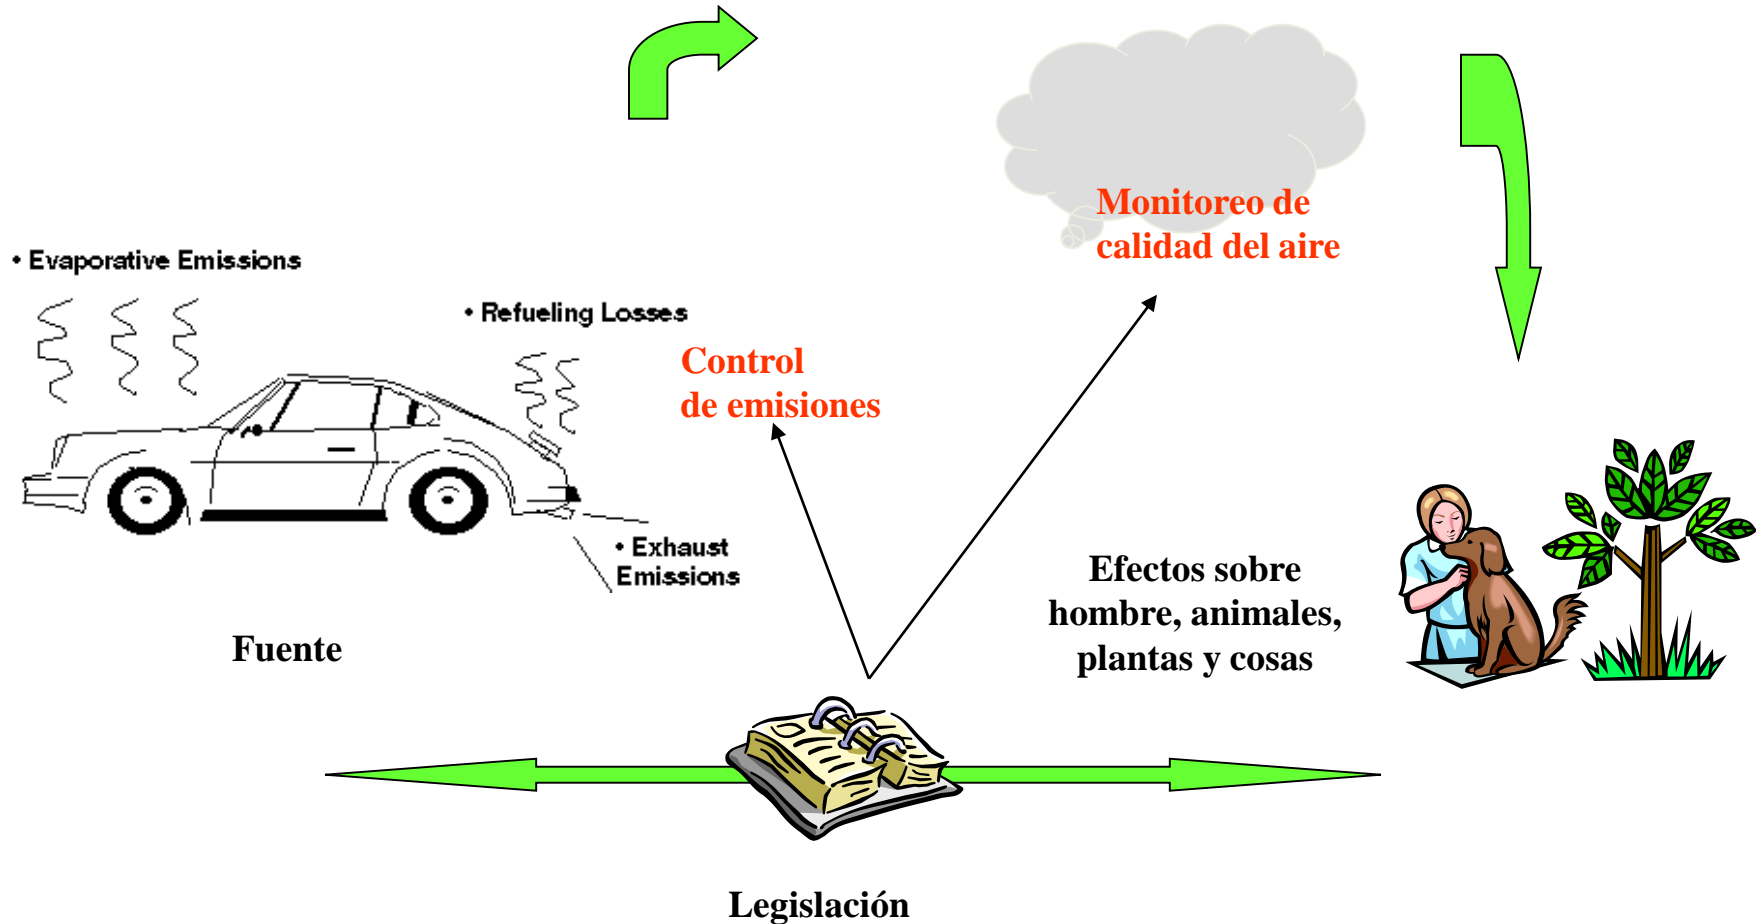 • Evaporative Emissions
• Refueling Losses
• Exhaust
Emissions
Fuente
Control
de emisiones
Monitoreo de
calidad del aire
Efectos sobre
hombre, animales,
plantas y cosas
Legislación